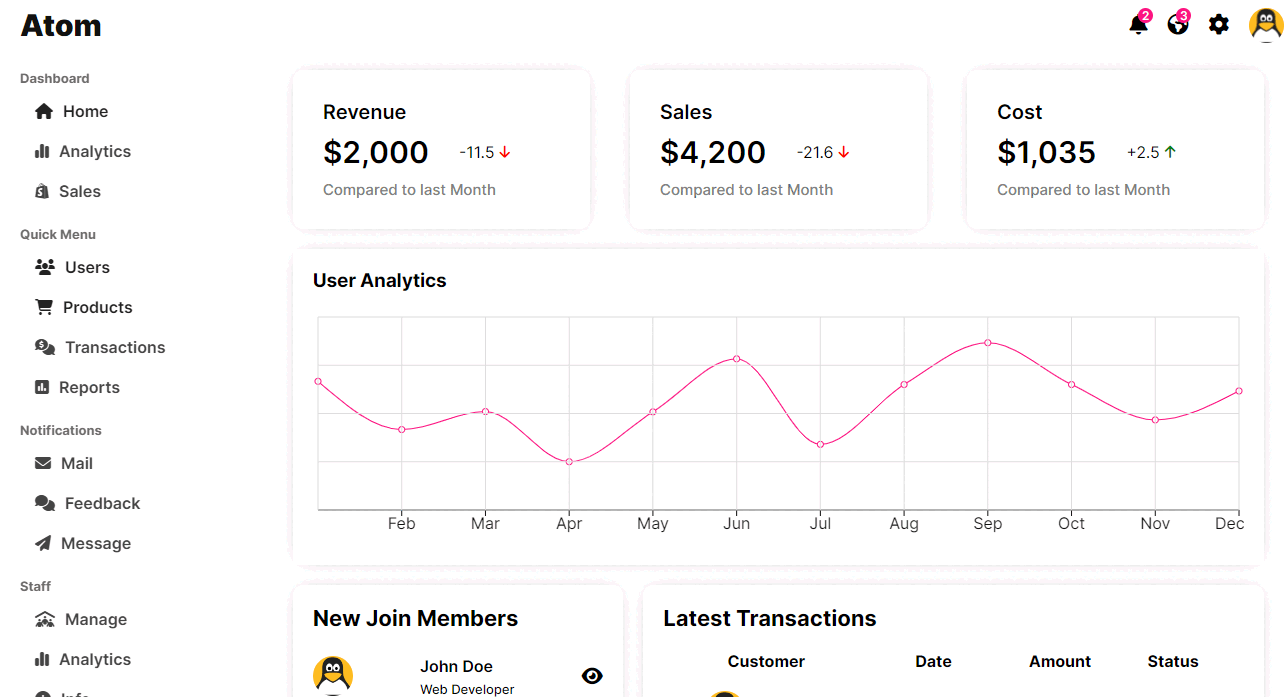 Atom
2
3
Dashboard
Home
Analytics
Sales
Quick Menu
Users
Products
Transactions
Reports
Notifications
Mail
Feedback
Message
Staff
Manage
Analytics
Revenue
$2,000 -11.5
Compared to last Month
Sales
$4,200 -21.6
Compared to last Month
Cost
$1,035 +2.5
Compared to last Month
User Analytics
Feb Mar Apr May Jun Jul Aug Sep Oct Nov Dec
New Join Members
John Doe
Web Developer
Latest Transactions
Customer Date Amount Status